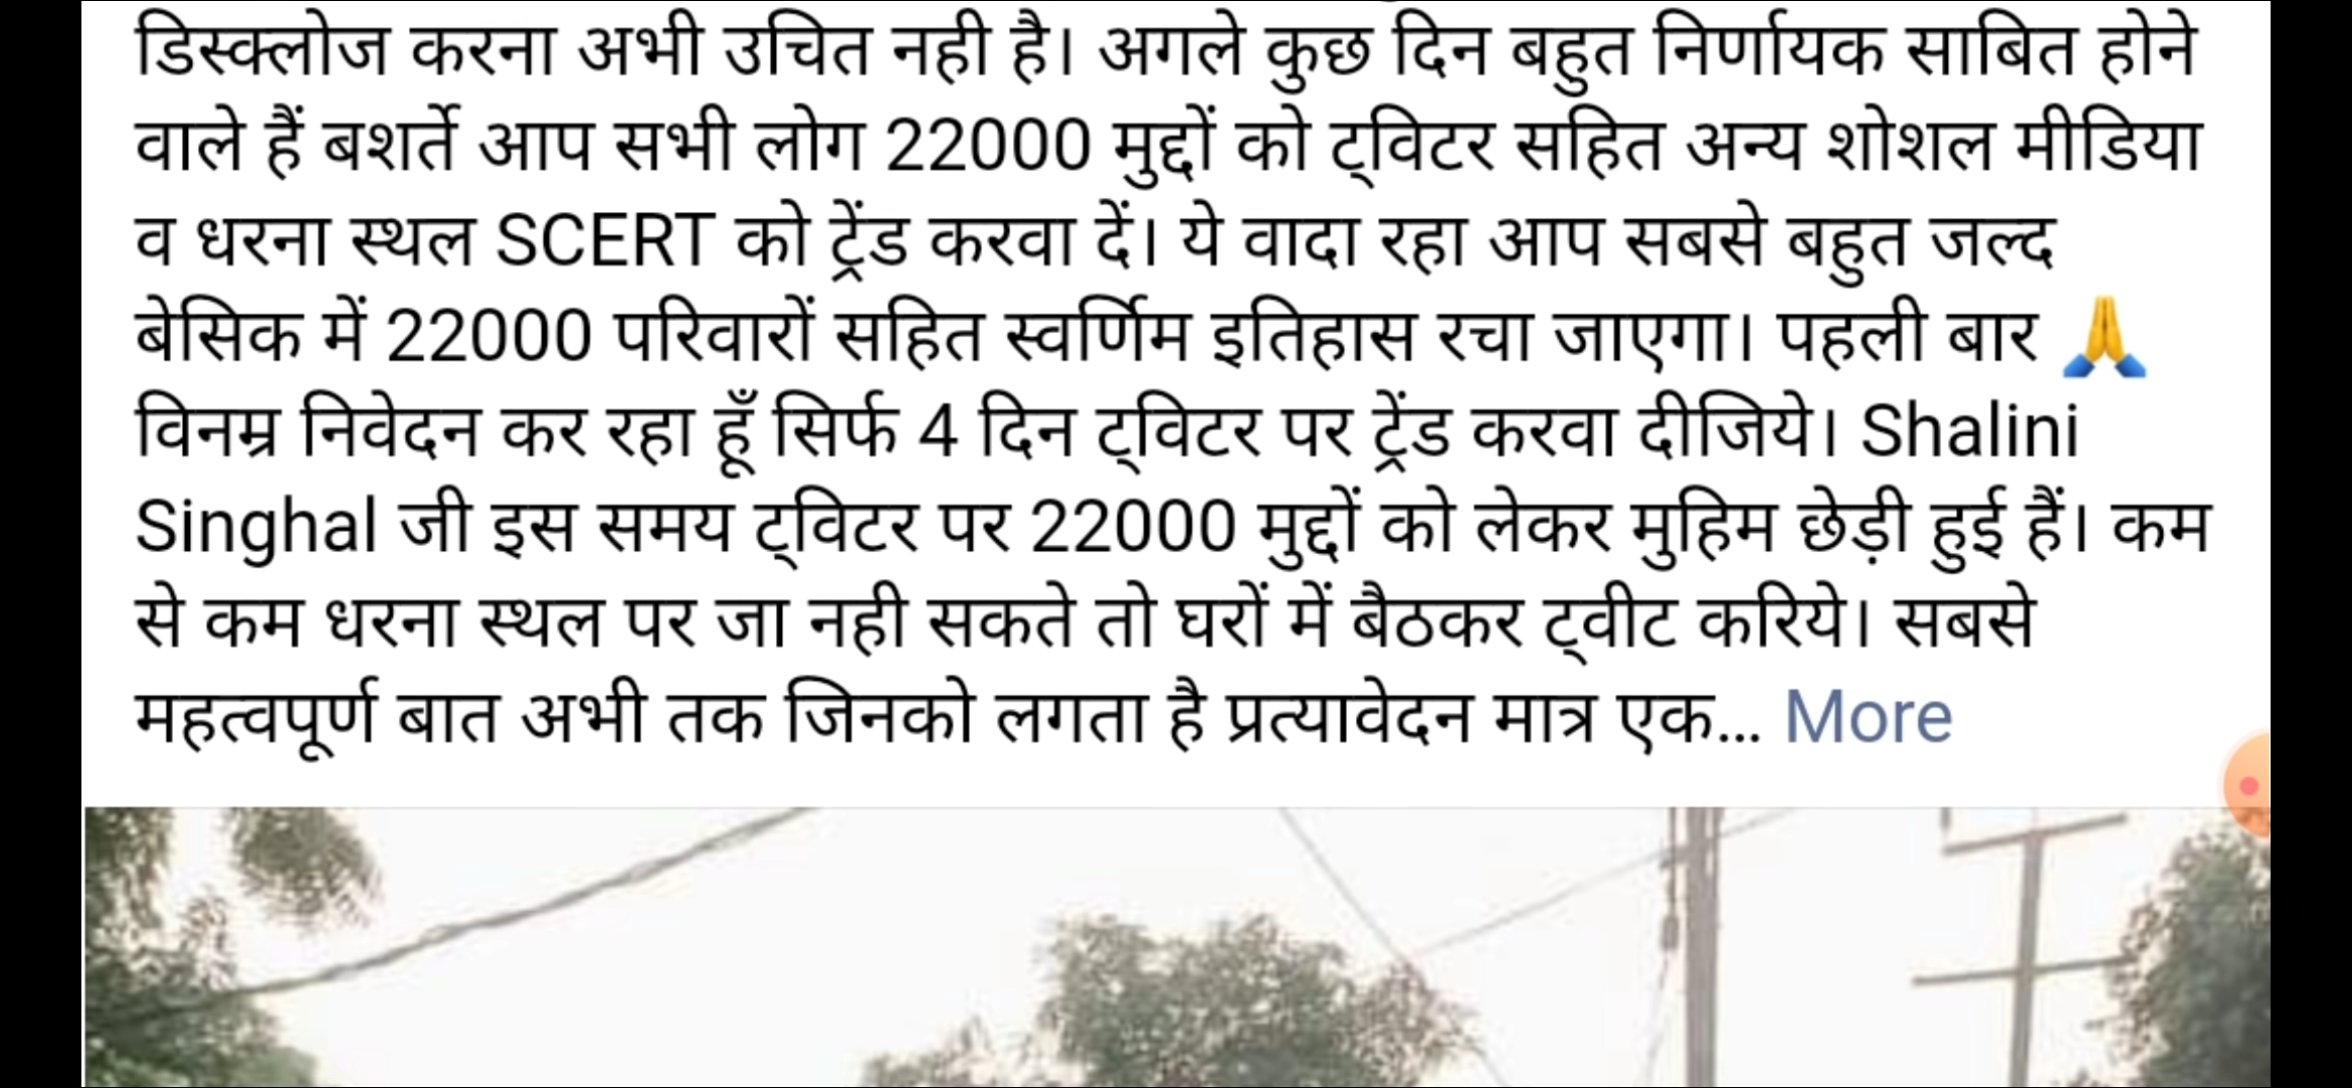 डिस्क्लोज करना अभी उचित नही है। अगले कुछ दिन बहुत निर्णायक साबित होने
वाले हैं बशर्ते आप सभी लोग 22000 मुद्दों को ट्विटर सहित अन्य शोशल मीडिया
व धरना स्थल SCERT को ट्रेंड करवा दें। ये वादा रहा आप सबसे बहुत जल्द
बेसिक में 22000 परिवारों सहित स्वर्णिम इतिहास रचा जाएगा। पहली बार 🙏
विनम्र निवेदन कर रहा हूँ सिर्फ 4 दिन ट्विटर पर ट्रेंड करवा दीजिये। Shalini
Singhal जी इस समय ट्विटर पर 22000 मुद्दों को लेकर मुहिम छेड़ी हुई हैं। कम
से कम धरना स्थल पर जा नही सकते तो घरों में बैठकर ट्वीट करिये। सबसे
महत्वपूर्ण बात अभी तक जिनको लगता है प्रत्यावेदन मात्र एक... More